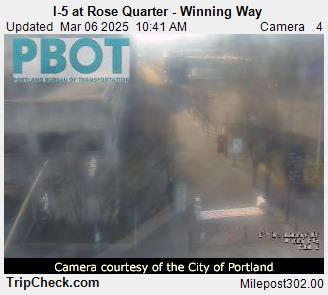 I-5 at Rose Quarter - Winning Way
Updated Mar 06 2025 10:41 AM Camera 4
PBOT
PORTLAND BUREAU OF TRANSPORTATION
Camera courtesy of the City of Portland
TripCheck.com Milepost302.00